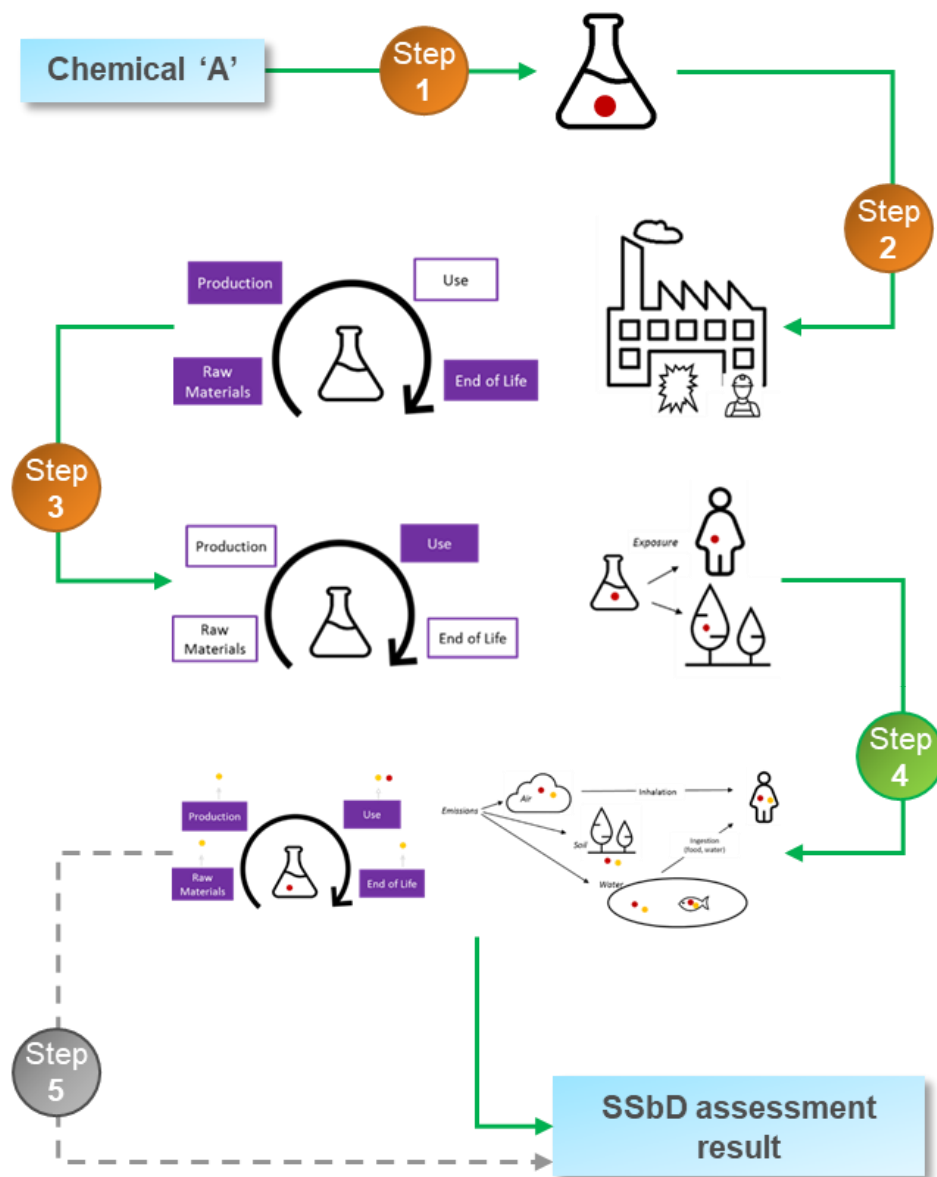 Chemical ‘A’
Step
1
Step
2
Production
Use
Raw
Materials
End of Life
Step
3
Production
Use
Raw
Materials
End of Life
Exposure
Step
4
Production
Use
Raw
Materials
End of Life
Emissions
Air
Inhalation
Soil
Ingestion
(food, water)
Water
Step
5
SSbD assessment
result